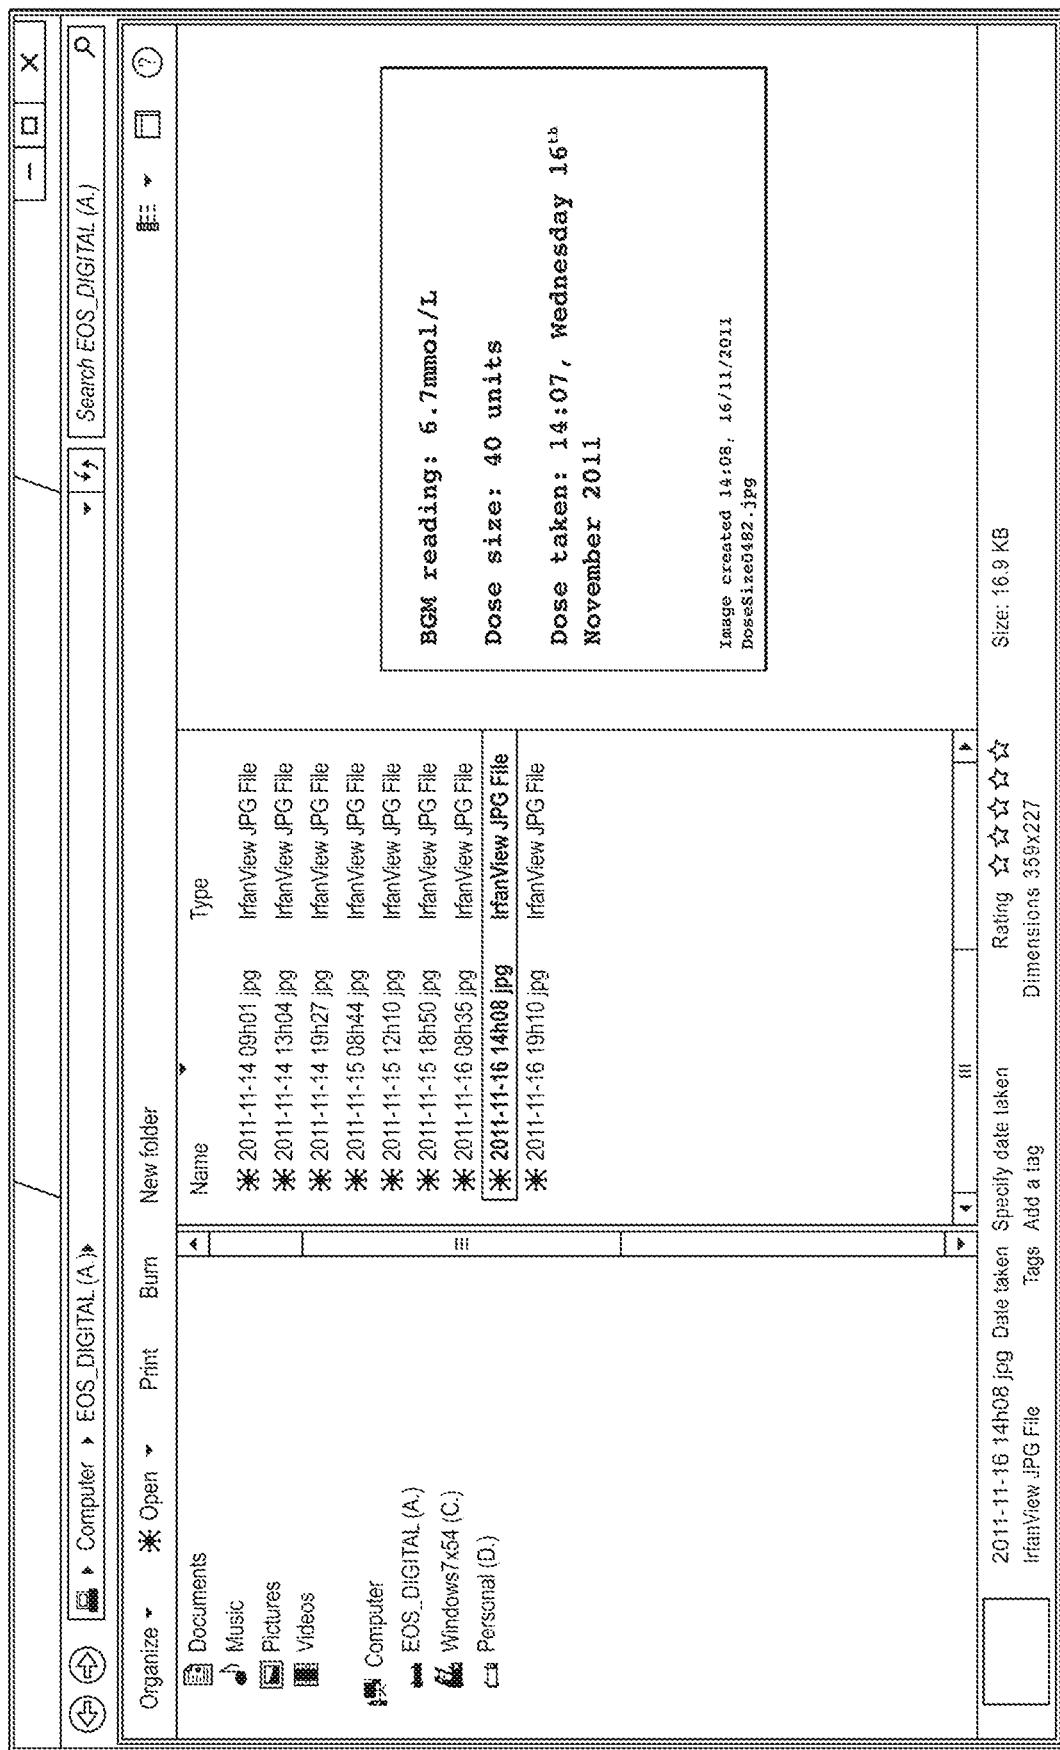 Computer ▸ EOS_DIGITAL (A.) ▸
Search EOS_DIGITAL (A.)
Organize Open Print Burn New folder
Documents
Music
Pictures
Videos
Computer
EOS_DIGITAL (A.)
Windows7x54 (C.)
Personal (D.)
Name Type
2011-11-14 09h01 jpg IrfanView JPG File
2011-11-14 13h04 jpg IrfanView JPG File
2011-11-14 19h27 jpg IrfanView JPG File
2011-11-15 08h44 jpg IrfanView JPG File
2011-11-15 12h10 jpg IrfanView JPG File
2011-11-15 18h50 jpg IrfanView JPG File
2011-11-16 08h35 jpg IrfanView JPG File
2011-11-16 14h08 jpg IrfanView JPG File
2011-11-16 19h10 jpg IrfanView JPG File
BGM reading: 6.7mmol/L
Dose size: 40 units
Dose taken: 14:07, Wednesday 16th
November 2011
Image created 14:08, 16/11/2011
DoseSize0482.jpg
2011-11-16 14h08 jpg Date taken Specify date taken Rating ☆☆☆☆☆ Size: 16.9 KB
IrfanView JPG File Tags Add a tag Dimensions 359x227